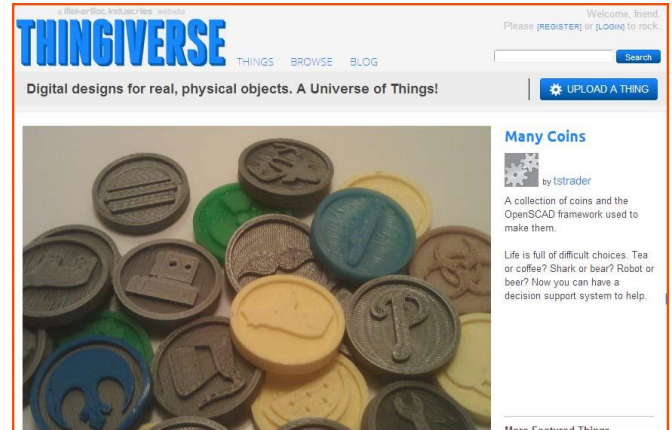 a MakerBot Industries website
THINGIVERSE
Welcome, friend.
Please [REGISTER] or [LOGIN] to rock.
THINGS BROWSE BLOG
Search
Digital designs for real, physical objects. A Universe of Things!
UPLOAD A THING
Many Coins
by tstrader
A collection of coins and the
OpenSCAD framework used to
make them.
Life is full of difficult choices. Tea
or coffee? Shark or bear? Robot or
beer? Now you can have a
decision support system to help.
P
More Featured Things